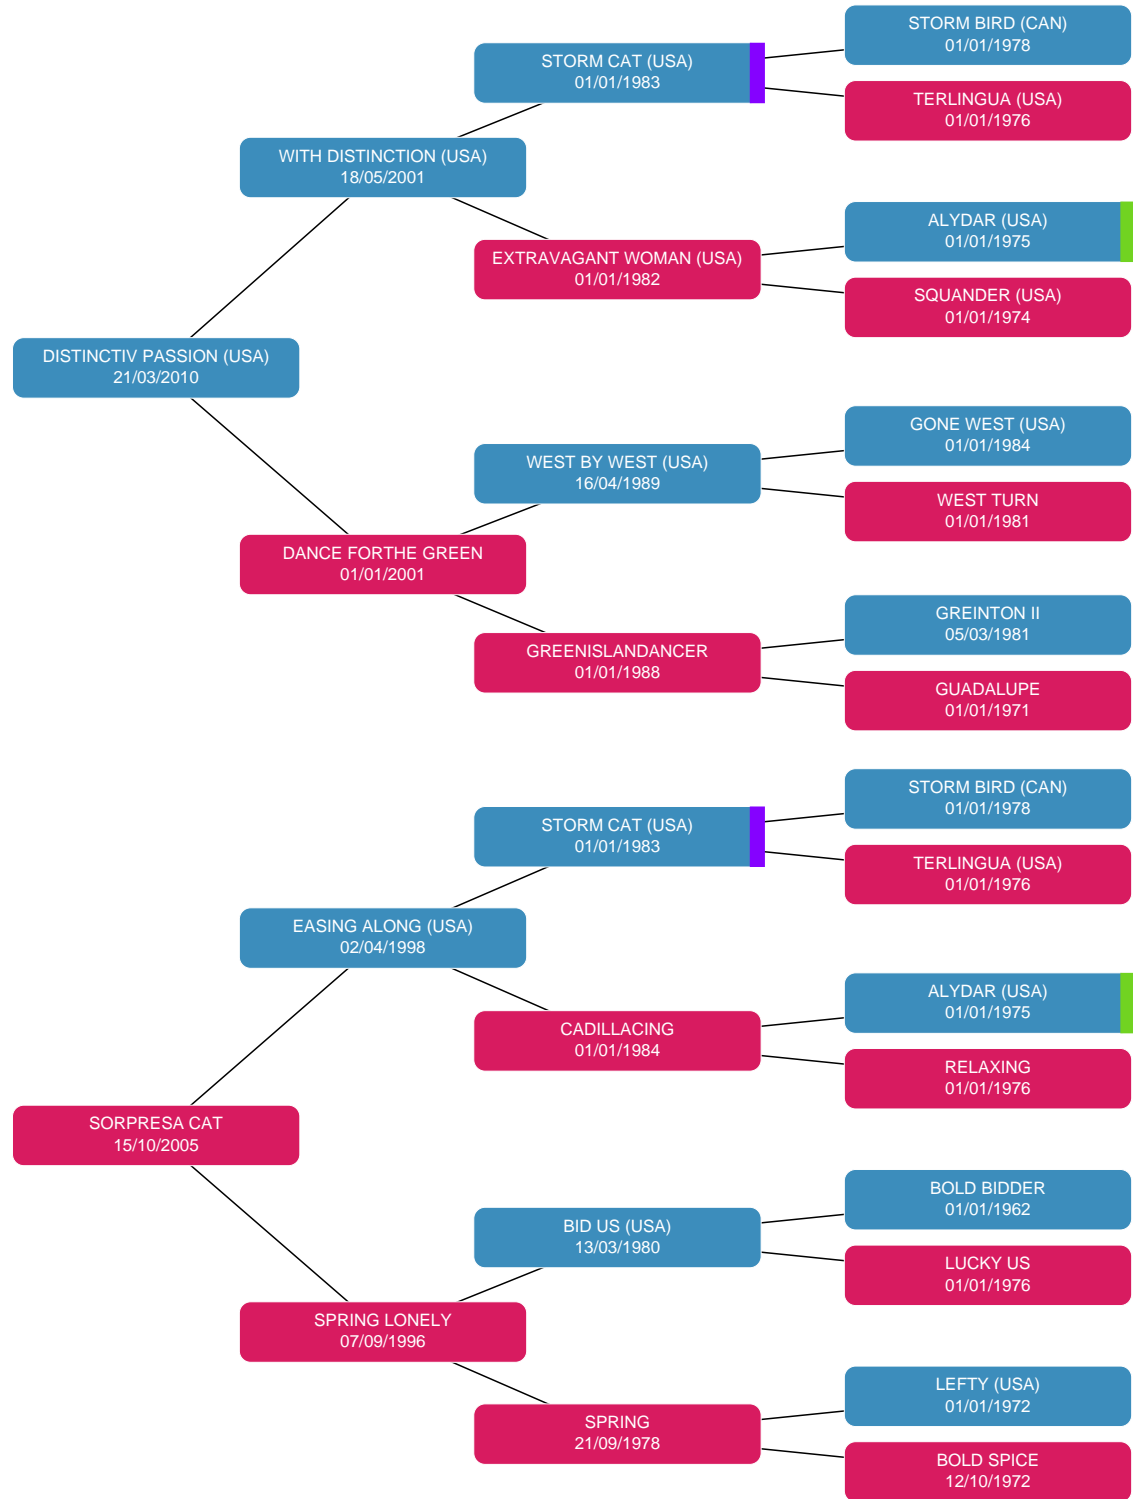 STORM BIRD (CAN)
01/01/1978
STORM CAT (USA)
01/01/1983
TERLINGUA (USA)
01/01/1976
WITH DISTINCTION (USA)
18/05/2001
ALYDAR (USA)
01/01/1975
EXTRAVAGANT WOMAN (USA)
01/01/1982
SQUANDER (USA)
01/01/1974
DISTINCTIV PASSION (USA)
21/03/2010
GONE WEST (USA)
01/01/1984
WEST BY WEST (USA)
16/04/1989
WEST TURN
01/01/1981
DANCE FORTHE GREEN
01/01/2001
GREINTON II
05/03/1981
GREENISLANDANCER
01/01/1988
GUADALUPE
01/01/1971
STORM BIRD (CAN)
01/01/1978
STORM CAT (USA)
01/01/1983
TERLINGUA (USA)
01/01/1976
EASING ALONG (USA)
02/04/1998
ALYDAR (USA)
01/01/1975
CADILLACING
01/01/1984
RELAXING
01/01/1976
SORPRESA CAT
15/10/2005
BOLD BIDDER
01/01/1962
BID US (USA)
13/03/1980
LUCKY US
01/01/1976
SPRING LONELY
07/09/1996
LEFTY (USA)
01/01/1972
SPRING
21/09/1978
BOLD SPICE
12/10/1972